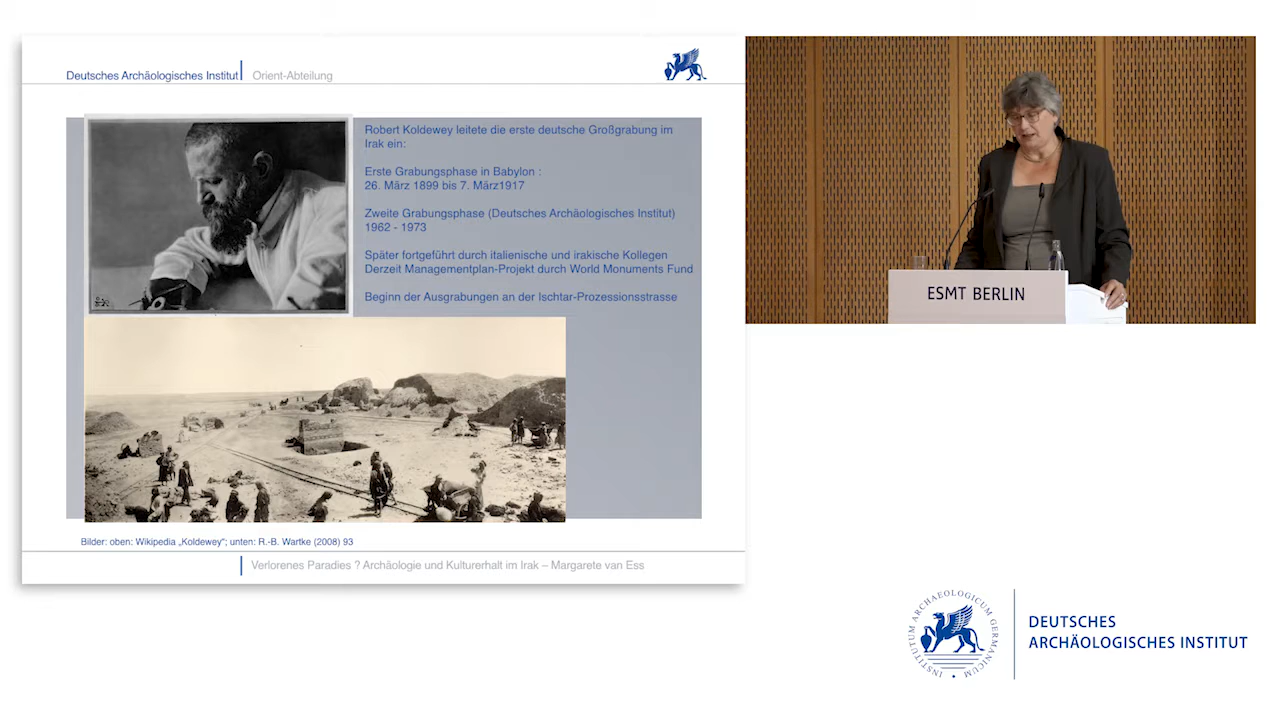 Deutsches Archäologisches Institut
Orient-Abteilung
Robert Koldewey leitete die erste deutsche Großgrabung im
Irak ein:
Erste Grabungsphase in Babylon :
26. März 1899 bis 7. März1917
Zweite Grabungsphase (Deutsches Archäologisches Institut)
1962 - 1973
Später fortgeführt durch italienische und irakische Kollegen
Derzeit Managementplan-Projekt durch World Monuments Fund
Beginn der Ausgrabungen an der Ischtar-Prozessionsstrasse
Bilder: oben: Wikipedia „Koldewey"; unten: R.-B. Wartke (2008) 93
Verlorenes Paradies ? Archäologie und Kulturerhalt im Irak – Margarete van Ess
ESMT BERLIN
INSTITUTUM ARCHAEOLOGICUM GERMANICUM
DEUTSCHES
ARCHÄOLOGISCHES INSTITUT